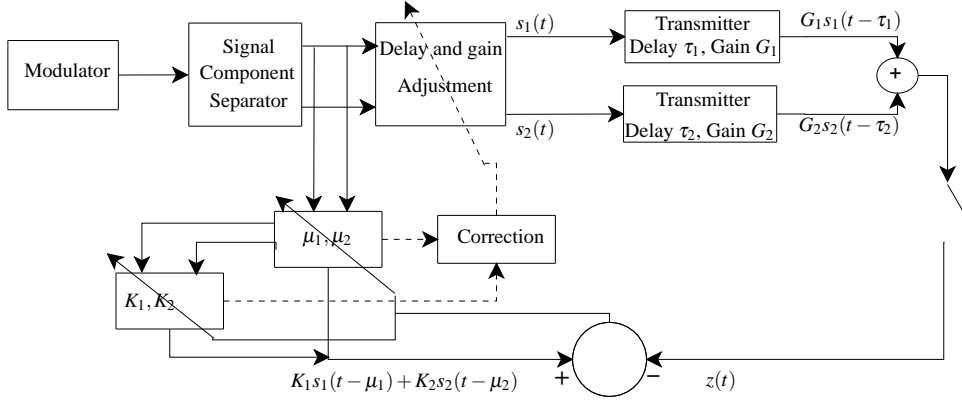 Modulator
Signal
Component
Separator
Delay and gain
Adjustment
s₁(t)
s₂(t)
Transmitter
Delay τ₁, Gain G₁
Transmitter
Delay τ₂, Gain G₂
G₁s₁(t − τ₁)
G₂s₂(t − τ₂)
+
μ₁, μ₂
Correction
K₁, K₂
K₁s₁(t − μ₁) + K₂s₂(t − μ₂)
+
−
z(t)